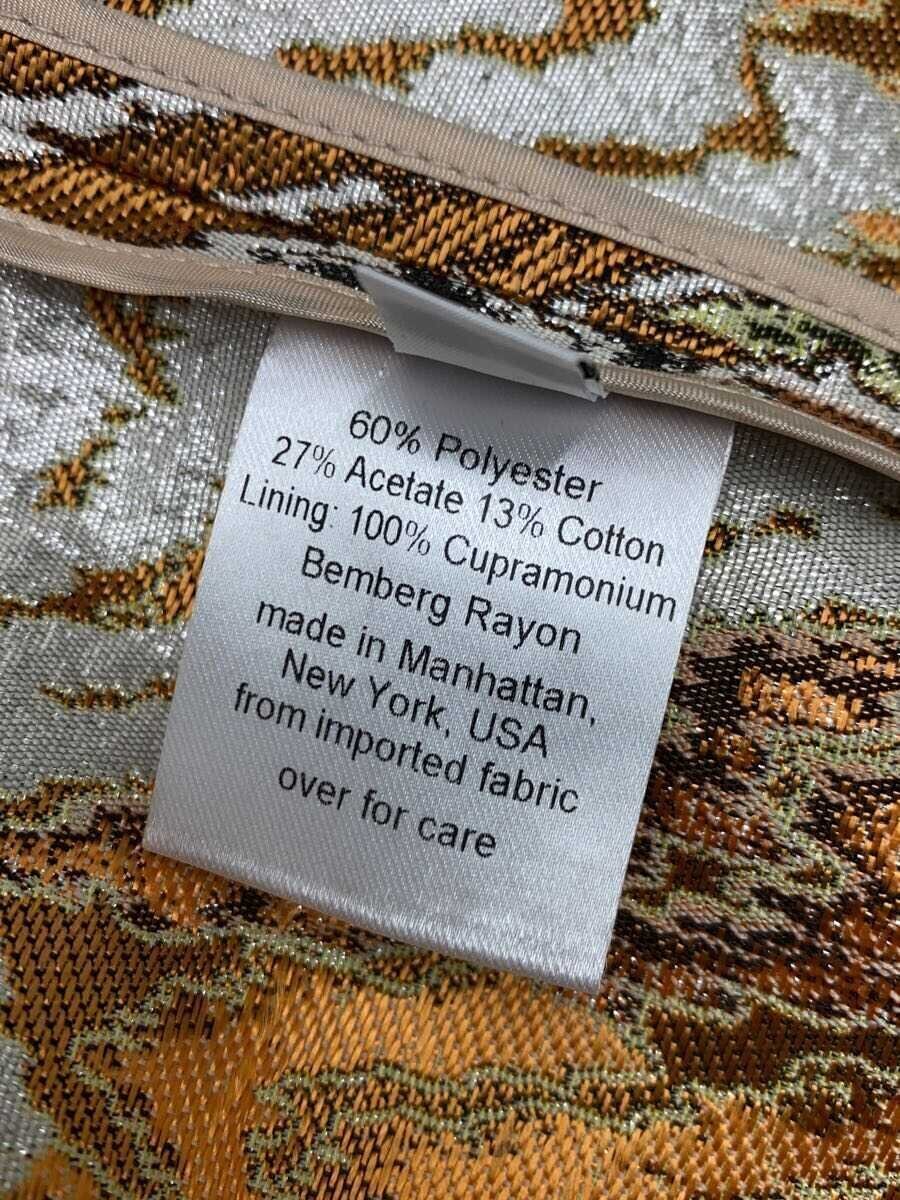 60% Polyester
27% Acetate 13% Cotton
Lining: 100% Cupramonium
Bemberg Rayon
made in Manhattan,
New York, USA
from imported fabric
over for care